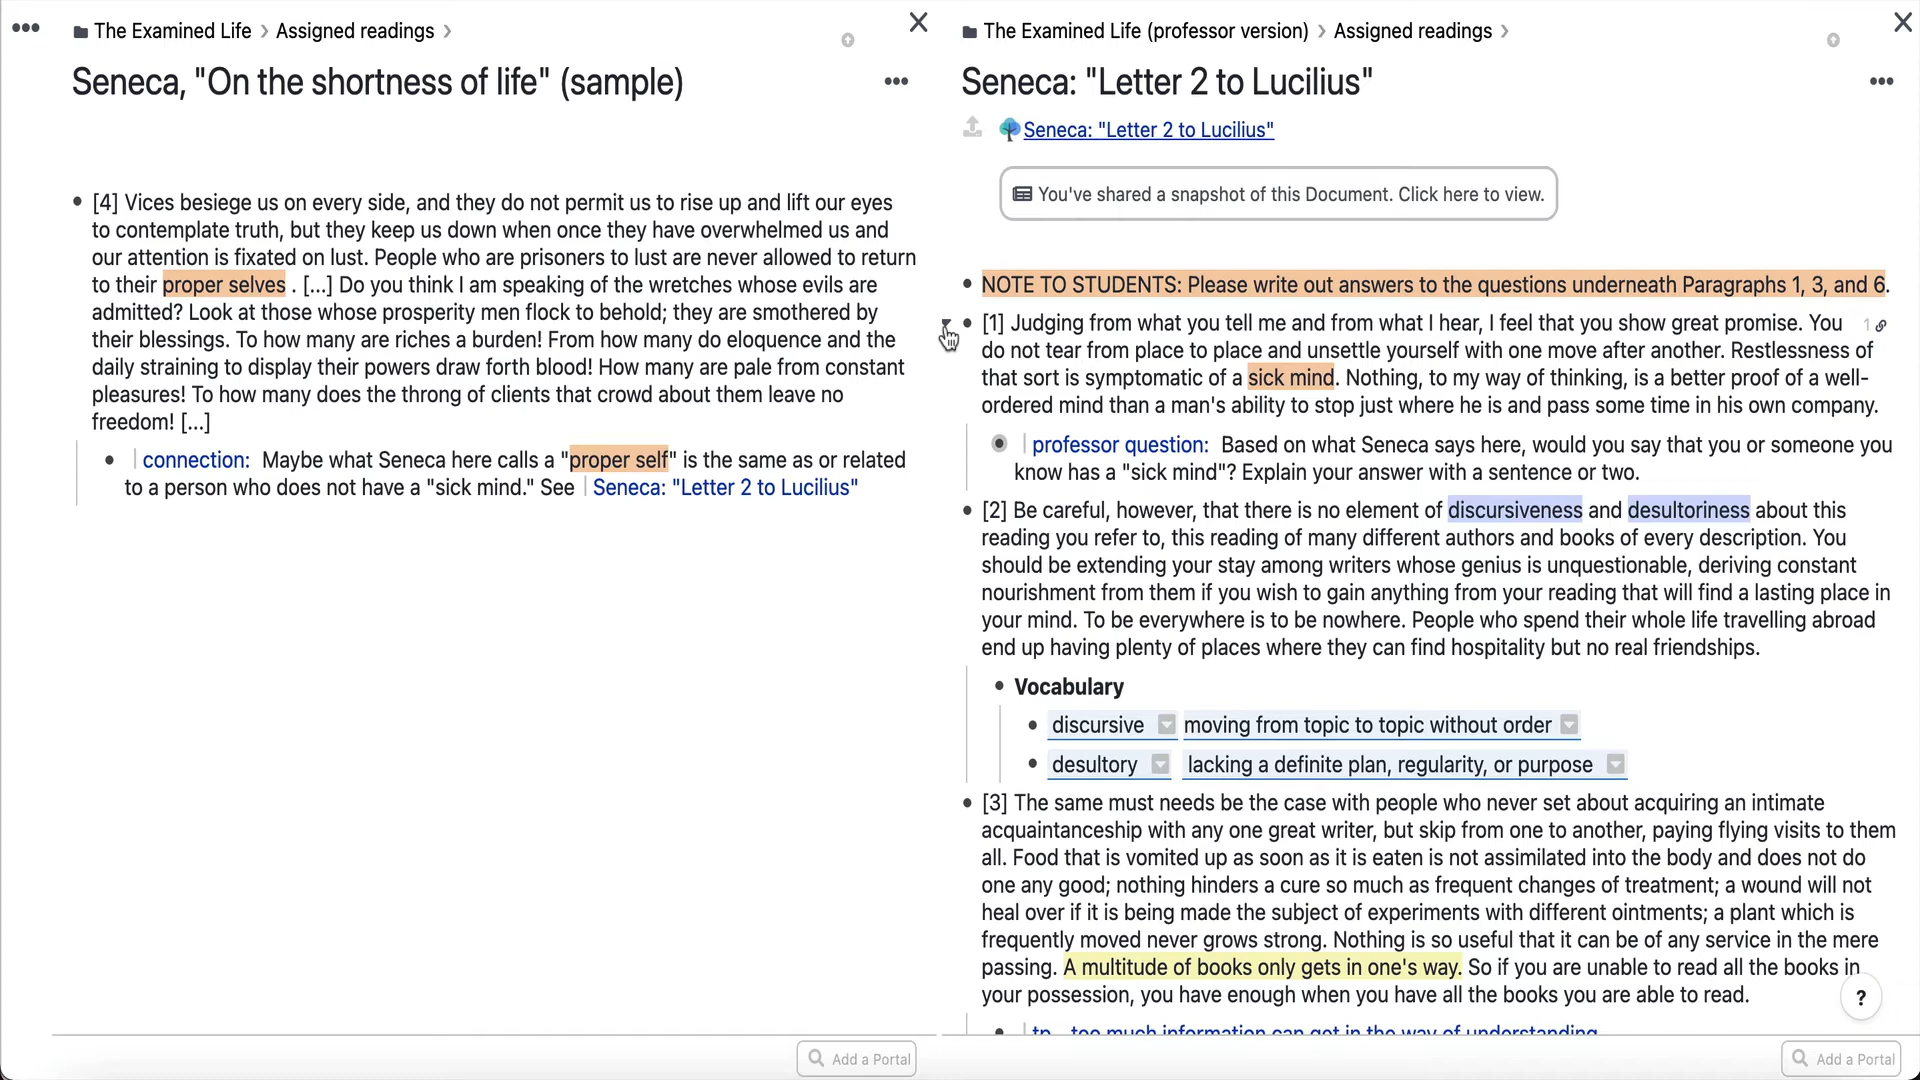 The Examined Life › Assigned readings ›
Seneca, "On the shortness of life" (sample)
[4] Vices besiege us on every side, and they do not permit us to rise up and lift our eyes
to contemplate truth, but they keep us down when once they have overwhelmed us and
our attention is fixated on lust. People who are prisoners to lust are never allowed to return
to their proper selves . [...] Do you think I am speaking of the wretches whose evils are
admitted? Look at those whose prosperity men flock to behold; they are smothered by
their blessings. To how many are riches a burden! From how many do eloquence and the
daily straining to display their powers draw forth blood! How many are pale from constant
pleasures! To how many does the throng of clients that crowd about them leave no
freedom! [...]
connection: Maybe what Seneca here calls a "proper self" is the same as or related
to a person who does not have a "sick mind." See Seneca: "Letter 2 to Lucilius"
Add a Portal
The Examined Life (professor version) › Assigned readings ›
Seneca: "Letter 2 to Lucilius"
Seneca: "Letter 2 to Lucilius"
You've shared a snapshot of this Document. Click here to view.
NOTE TO STUDENTS: Please write out answers to the questions underneath Paragraphs 1, 3, and 6.
[1] Judging from what you tell me and from what I hear, I feel that you show great promise. You 1
do not tear from place to place and unsettle yourself with one move after another. Restlessness of
that sort is symptomatic of a sick mind. Nothing, to my way of thinking, is a better proof of a well-
ordered mind than a man's ability to stop just where he is and pass some time in his own company.
professor question: Based on what Seneca says here, would you say that you or someone you
know has a "sick mind"? Explain your answer with a sentence or two.
[2] Be careful, however, that there is no element of discursiveness and desultoriness about this
reading you refer to, this reading of many different authors and books of every description. You
should be extending your stay among writers whose genius is unquestionable, deriving constant
nourishment from them if you wish to gain anything from your reading that will find a lasting place in
your mind. To be everywhere is to be nowhere. People who spend their whole life travelling abroad
end up having plenty of places where they can find hospitality but no real friendships.
Vocabulary
discursive moving from topic to topic without order
desultory lacking a definite plan, regularity, or purpose
[3] The same must needs be the case with people who never set about acquiring an intimate
acquaintanceship with any one great writer, but skip from one to another, paying flying visits to them
all. Food that is vomited up as soon as it is eaten is not assimilated into the body and does not do
one any good; nothing hinders a cure so much as frequent changes of treatment; a wound will not
heal over if it is being made the subject of experiments with different ointments; a plant which is
frequently moved never grows strong. Nothing is so useful that it can be of any service in the mere
passing. A multitude of books only gets in one's way. So if you are unable to read all the books in
your possession, you have enough when you have all the books you are able to read.
?
tp too much information can get in the way of understanding
Add a Portal